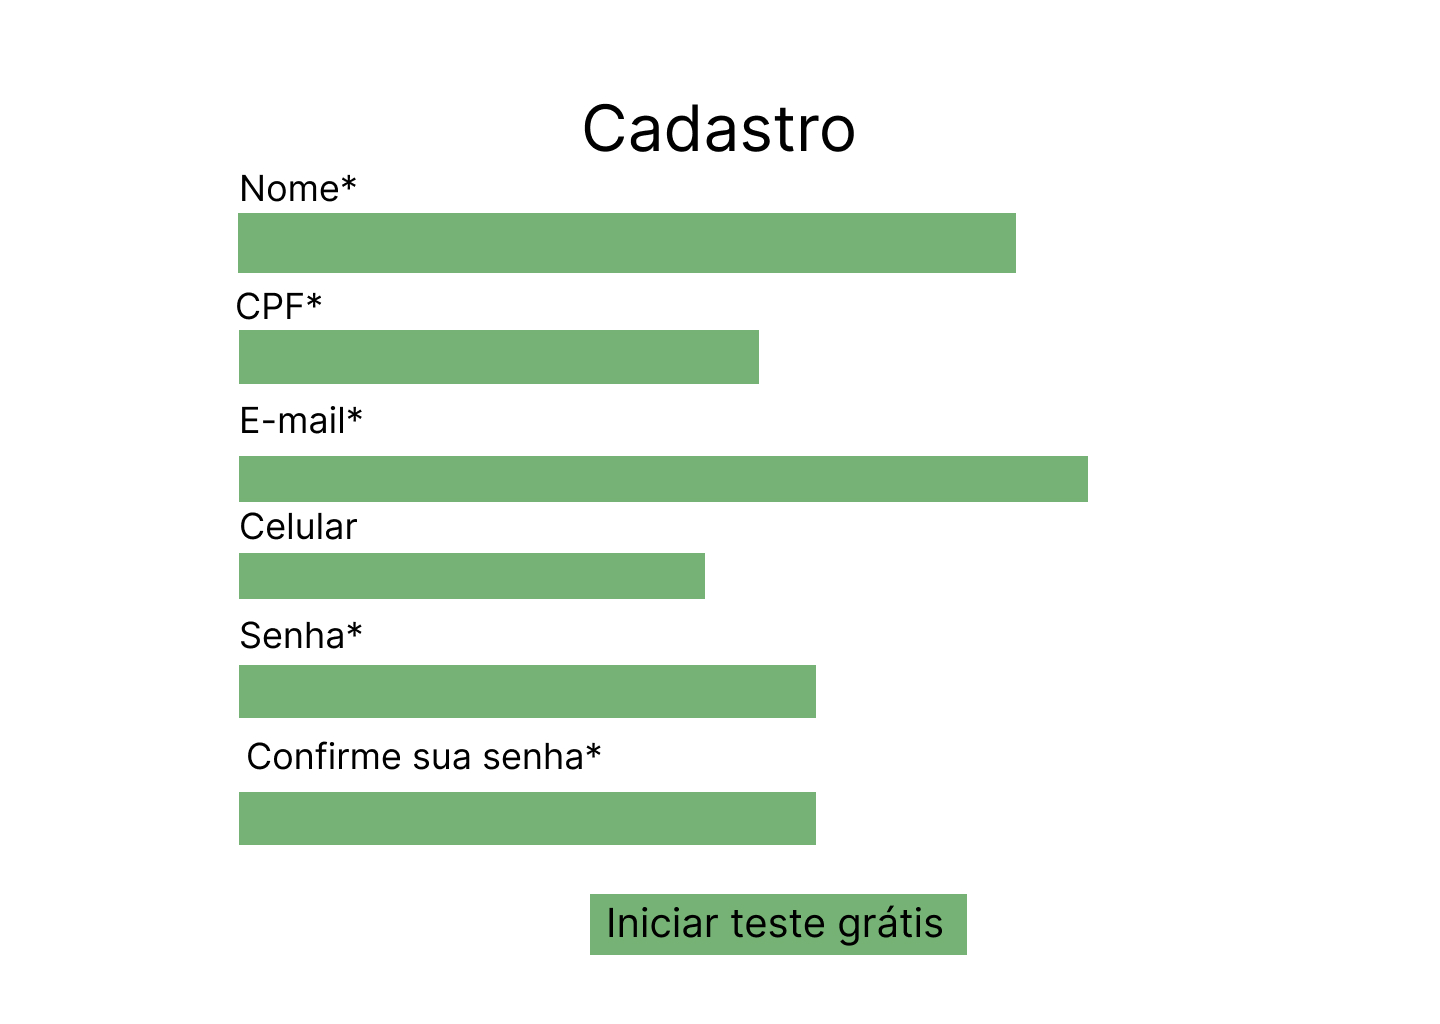 Cadastro
Nome*
CPF*
E-mail*
Celular
Senha*
Confirme sua senha*
Iniciar teste grátis